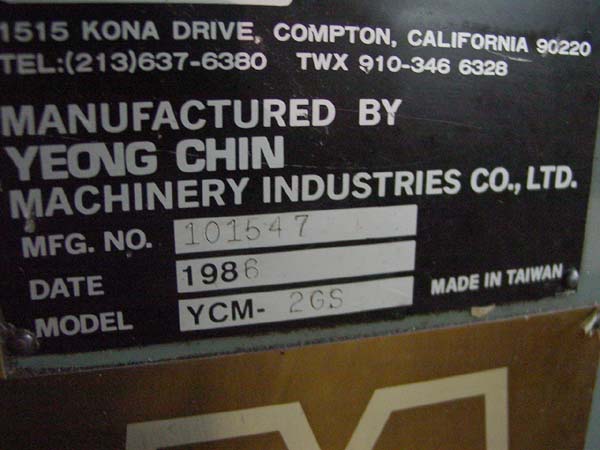 1515 KONA DRIVE, COMPTON, CALIFORNIA 90220
TEL:(213)637-6380 TWX 910-346 6328
MANUFACTURED BY
YEONG CHIN
MACHINERY INDUSTRIES CO., LTD.
MFG. NO. 101547
DATE 1986
MADE IN TAIWAN
MODEL YCM- 2GS